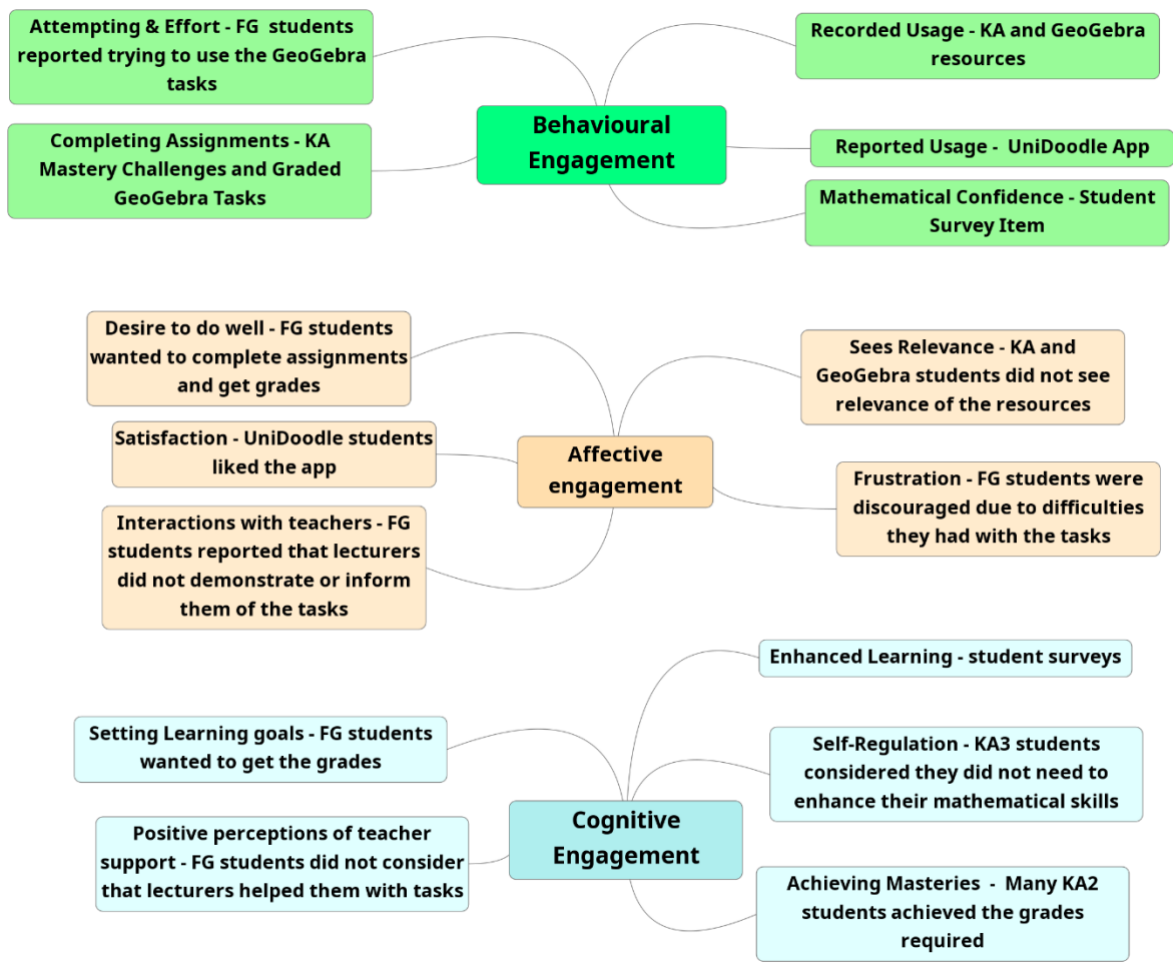 Attempting & Effort - FG students
reported trying to use the GeoGebra
tasks
Completing Assignments - KA
Mastery Challenges and Graded
GeoGebra Tasks
Behavioural
Engagement
Recorded Usage - KA and GeoGebra
resources
Reported Usage - UniDoodle App
Mathematical Confidence - Student
Survey Item
Desire to do well - FG students
wanted to complete assignments
and get grades
Satisfaction - UniDoodle students
liked the app
Interactions with teachers - FG
students reported that lecturers
did not demonstrate or inform
them of the tasks
Affective
engagement
Sees Relevance - KA and
GeoGebra students did not see
relevance of the resources
Frustration - FG students were
discouraged due to difficulties
they had with the tasks
Setting Learning goals - FG students
wanted to get the grades
Positive perceptions of teacher
support - FG students did not consider
that lecturers helped them with tasks
Cognitive
Engagement
Enhanced Learning - student surveys
Self-Regulation - KA3 students
considered they did not need to
enhance their mathematical skills
Achieving Masteries - Many KA2
students achieved the grades
required